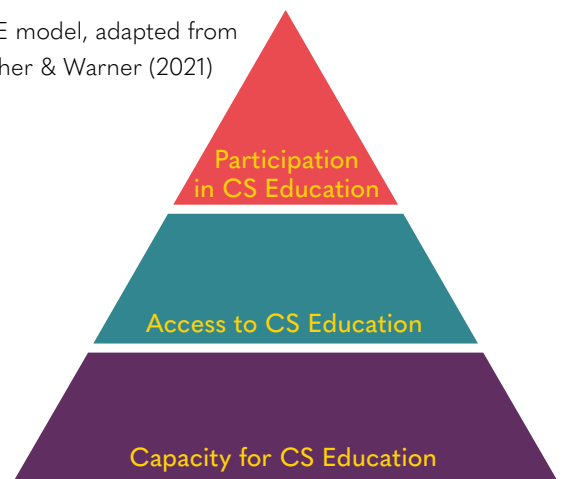 E model, adapted from
her & Warner (2021)
Participation
in CS Education
Access to CS Education
Capacity for CS Education